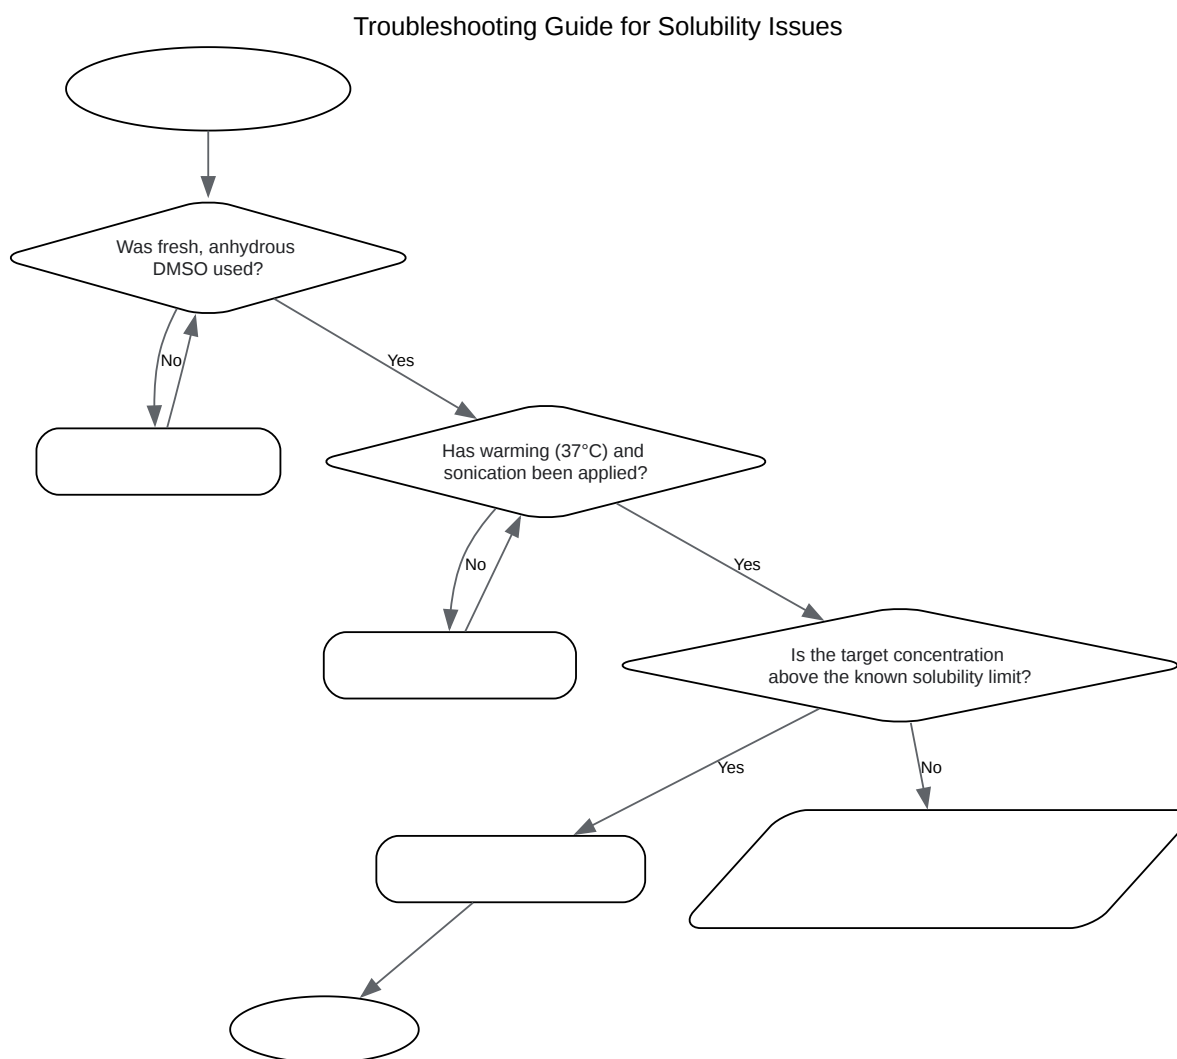 Troubleshooting Guide for Solubility Issues
Was fresh, anhydrous
DMSO used?
No
Yes
Has warming (37°C) and
sonication been applied?
No
Yes
Is the target concentration
above the known solubility limit?
Yes
No